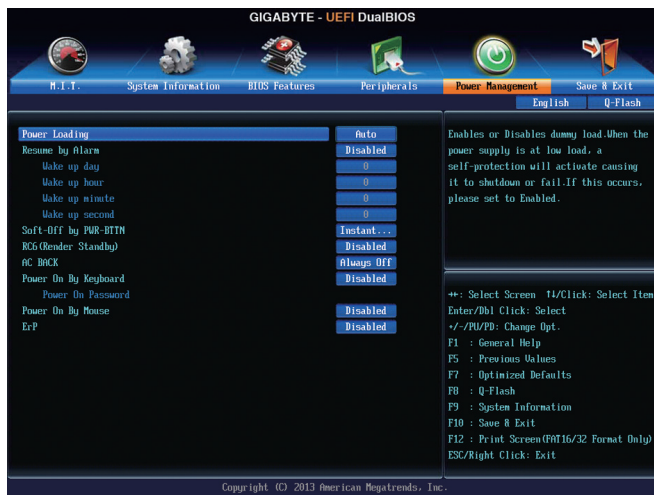 GIGABYTE - UEFI DualBIOS
M.I.T. System Information BIOS Features Peripherals Power Management Save & Exit
English Q-Flash
Power Loading Auto
Resume by Alarm Disabled
Wake up day 0
Wake up hour 0
Wake up minute 0
Wake up second 0
Soft-Off by PWR-BTTN Instant...
RC6(Render Standby) Disabled
AC BACK Always Off
Power On By Keyboard Disabled
Power On Password
Power On By Mouse Disabled
ErP Disabled
Enables or Disables dummy load.When the
power supply is at low load, a
self-protection will activate causing
it to shutdown or fail.If this occurs,
please set to Enabled.
↔: Select Screen ↑↓/Click: Select Item
Enter/Dbl Click: Select
+/-/PU/PD: Change Opt.
F1 : General Help
F5 : Previous Values
F7 : Optimized Defaults
F8 : Q-Flash
F9 : System Information
F10 : Save & Exit
F12 : Print Screen(FAT16/32 Format Only)
ESC/Right Click: Exit
Copyright (C) 2013 American Megatrends, Inc.